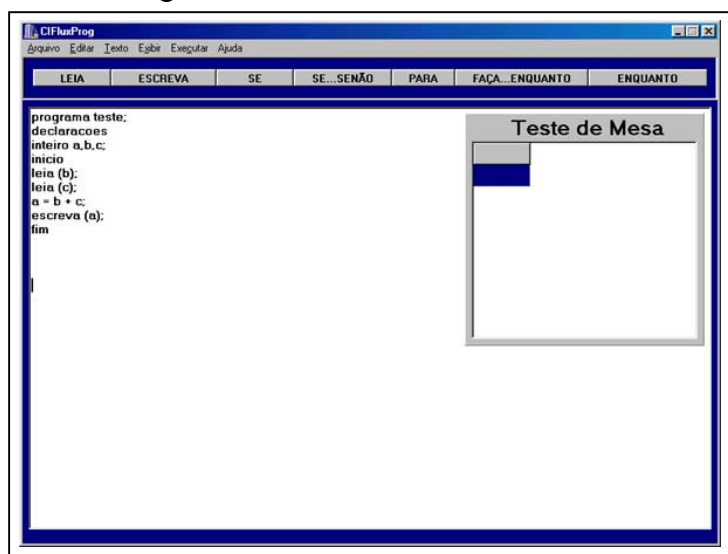 CIFluxProg
Arquivo Editar Texto Exibir Executar Ajuda
LEIA ESCREVA SE SE...SENÃO PARA FAÇA...ENQUANTO ENQUANTO
programa teste;
declaracoes
inteiro a,b,c;
inicio
leia (b);
leia (c);
a = b + c;
escreva (a);
fim
Teste de Mesa